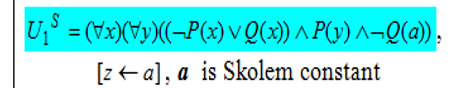 U₁ˢ = (∀x)(∀y)((¬P(x) ∨ Q(x)) ∧ P(y) ∧ ¬Q(a)) ,
[z ← a] , a is Skolem constant